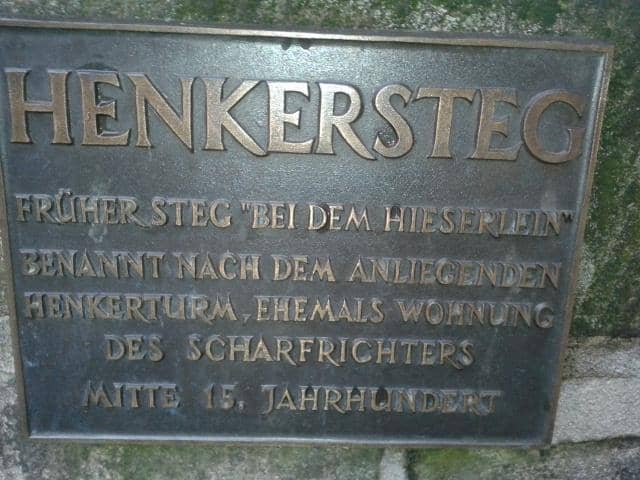 HENKERSTEG
FRÜHER STEG "BEI DEM HIESERLEIN"
BENANNT NACH DEM ANLIEGENDEN
HENKERTURM, EHEMALS WOHNUNG
DES SCHARFRICHTERS
MITTE 15. JAHRHUNDERT